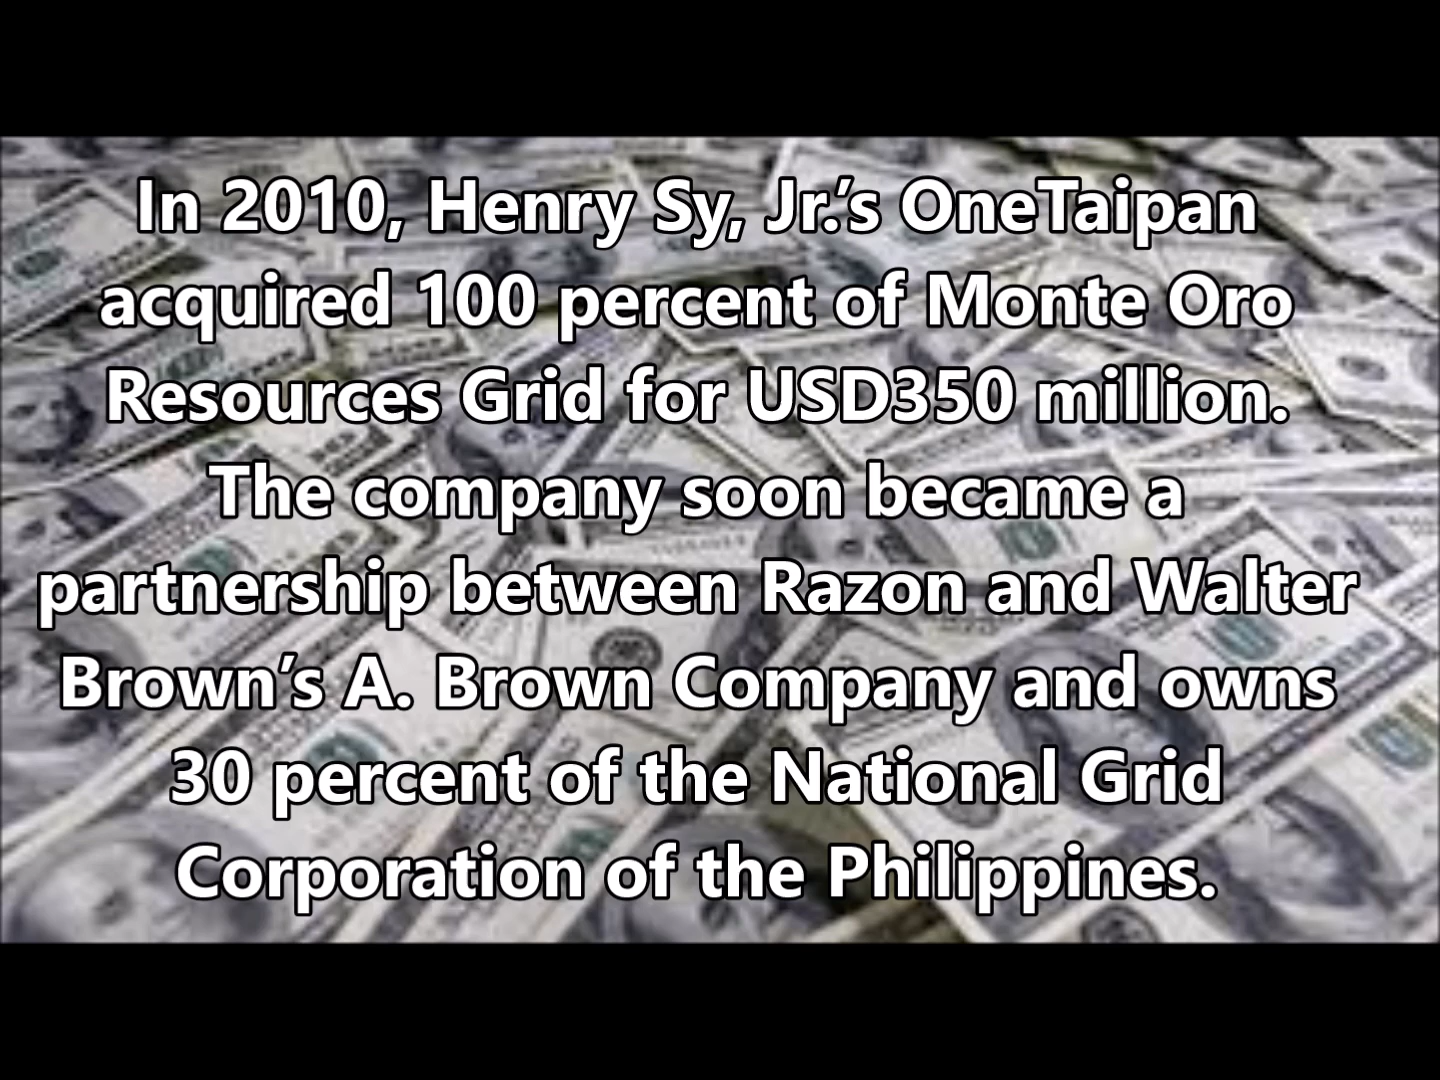 In 2010, Henry Sy, Jr.’s OneTaipan
acquired 100 percent of Monte Oro
Resources Grid for USD350 million.
The company soon became a
partnership between Razon and Walter
Brown’s A. Brown Company and owns
30 percent of the National Grid
Corporation of the Philippines.